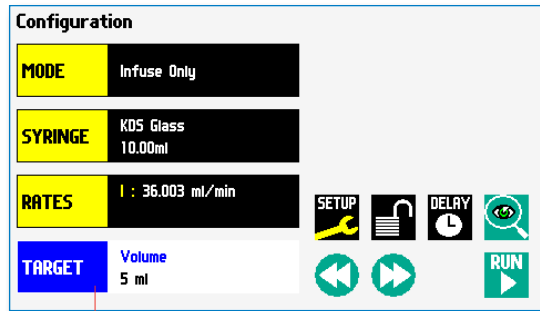 Configuration
MODE
Infuse Only
SYRINGE
KDS Glass
10.00ml
RATES
I : 36.003 ml/min
TARGET
Volume
5 ml
SETUP
DELAY
RUN